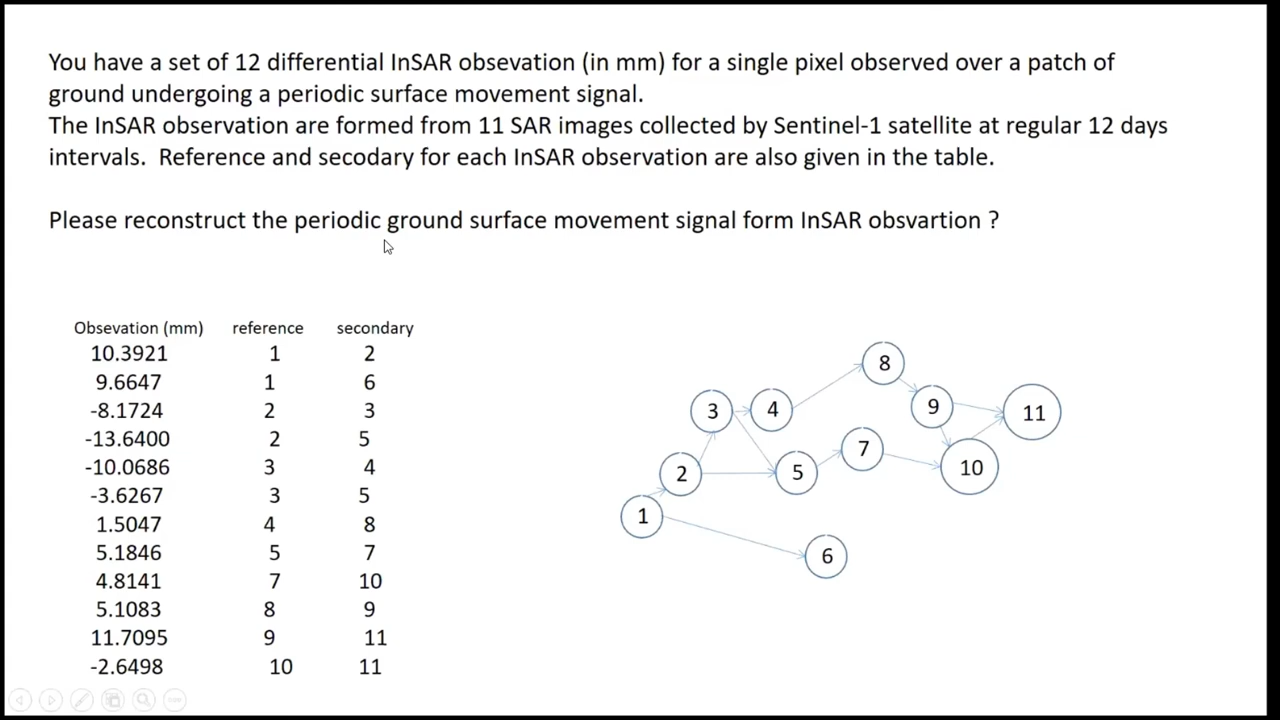 You have a set of 12 differential InSAR obsevation (in mm) for a single pixel observed over a patch of
ground undergoing a periodic surface movement signal.
The InSAR observation are formed from 11 SAR images collected by Sentinel-1 satellite at regular 12 days
intervals. Reference and secodary for each InSAR observation are also given in the table.
Please reconstruct the periodic ground surface movement signal form InSAR obsvartion ?
Obsevation (mm) reference secondary
10.3921 1 2
9.6647 1 6
-8.1724 2 3
-13.6400 2 5
-10.0686 3 4
-3.6267 3 5
1.5047 4 8
5.1846 5 7
4.8141 7 10
5.1083 8 9
11.7095 9 11
-2.6498 10 11
8
3 4 9 11
7
2 5 10
1
6